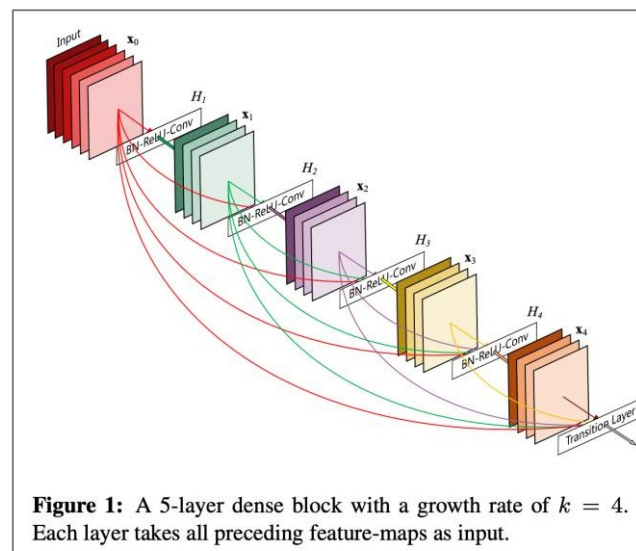 Input
x₀
H₁
BN-ReLU-Conv
x₁
H₂
BN-ReLU-Conv
x₂
H₃
BN-ReLU-Conv
x₃
H₄
BN-ReLU-Conv
x₄
Transition Layer
Figure 1: A 5-layer dense block with a growth rate of k = 4.
Each layer takes all preceding feature-maps as input.